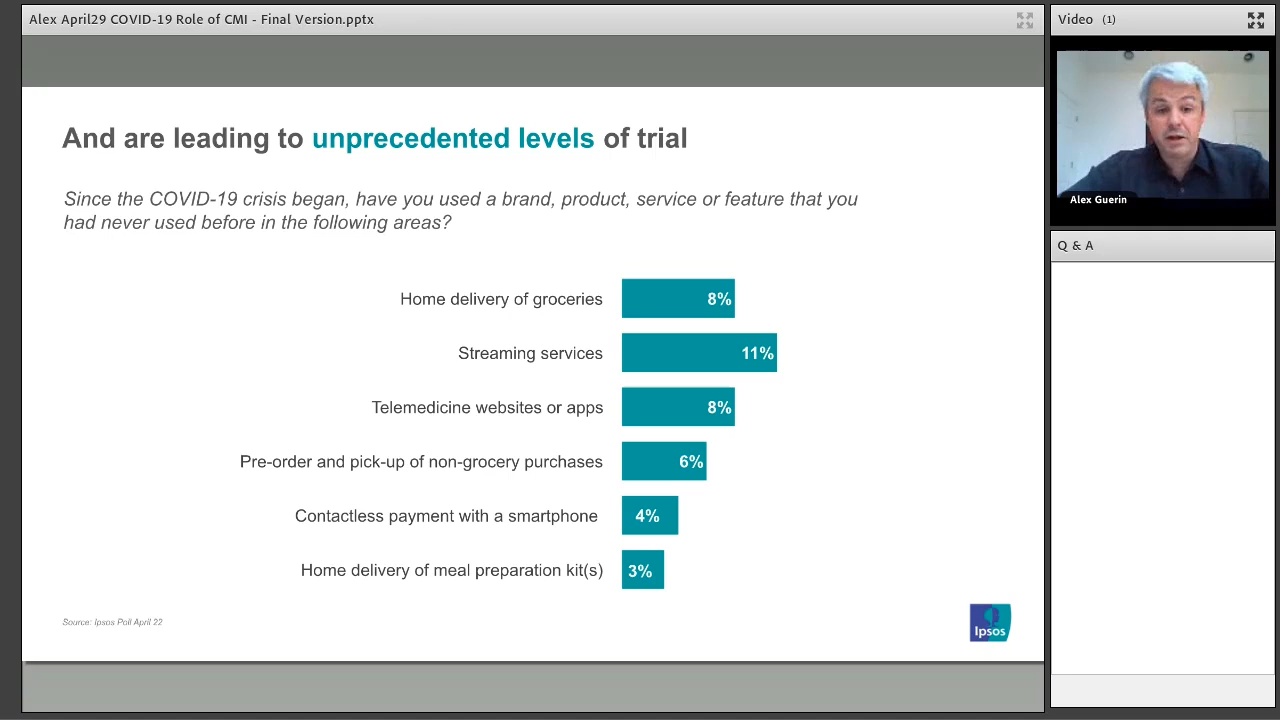 Alex April29 COVID-19 Role of CMI - Final Version.pptx
And are leading to unprecedented levels of trial
Since the COVID-19 crisis began, have you used a brand, product, service or feature that you
had never used before in the following areas?
Home delivery of groceries 8%
Streaming services 11%
Telemedicine websites or apps 8%
Pre-order and pick-up of non-grocery purchases 6%
Contactless payment with a smartphone 4%
Home delivery of meal preparation kit(s) 3%
Source: Ipsos Poll April 22
Ipsos
Video (1)
Alex Guerin
Q & A